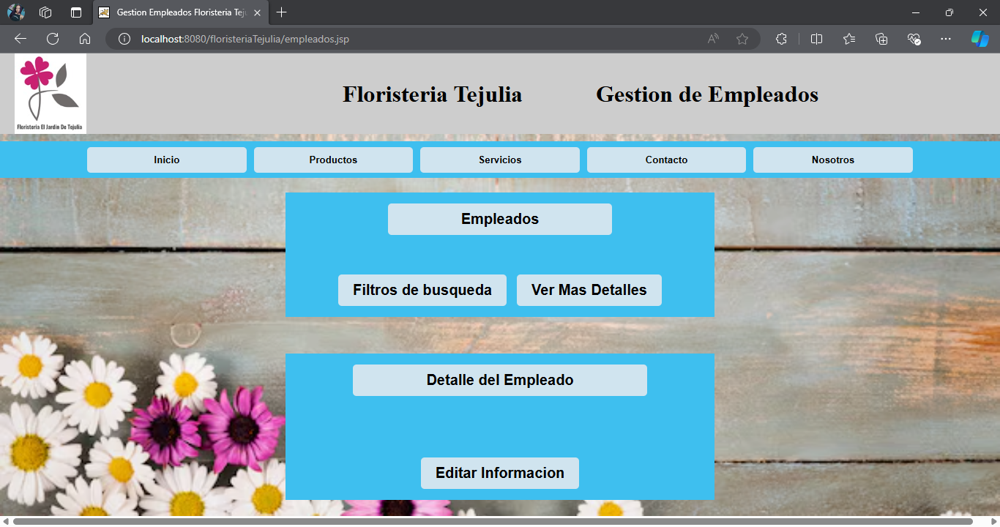 Gestion Empleados Floristeria Tej
localhost:8080/floristeriaTejulia/empleados.jsp
Floristeria El Jardin De Tejulia
Floristeria Tejulia Gestion de Empleados
Inicio Productos Servicios Contacto Nosotros
Empleados
Filtros de busqueda Ver Mas Detalles
Detalle del Empleado
Editar Informacion